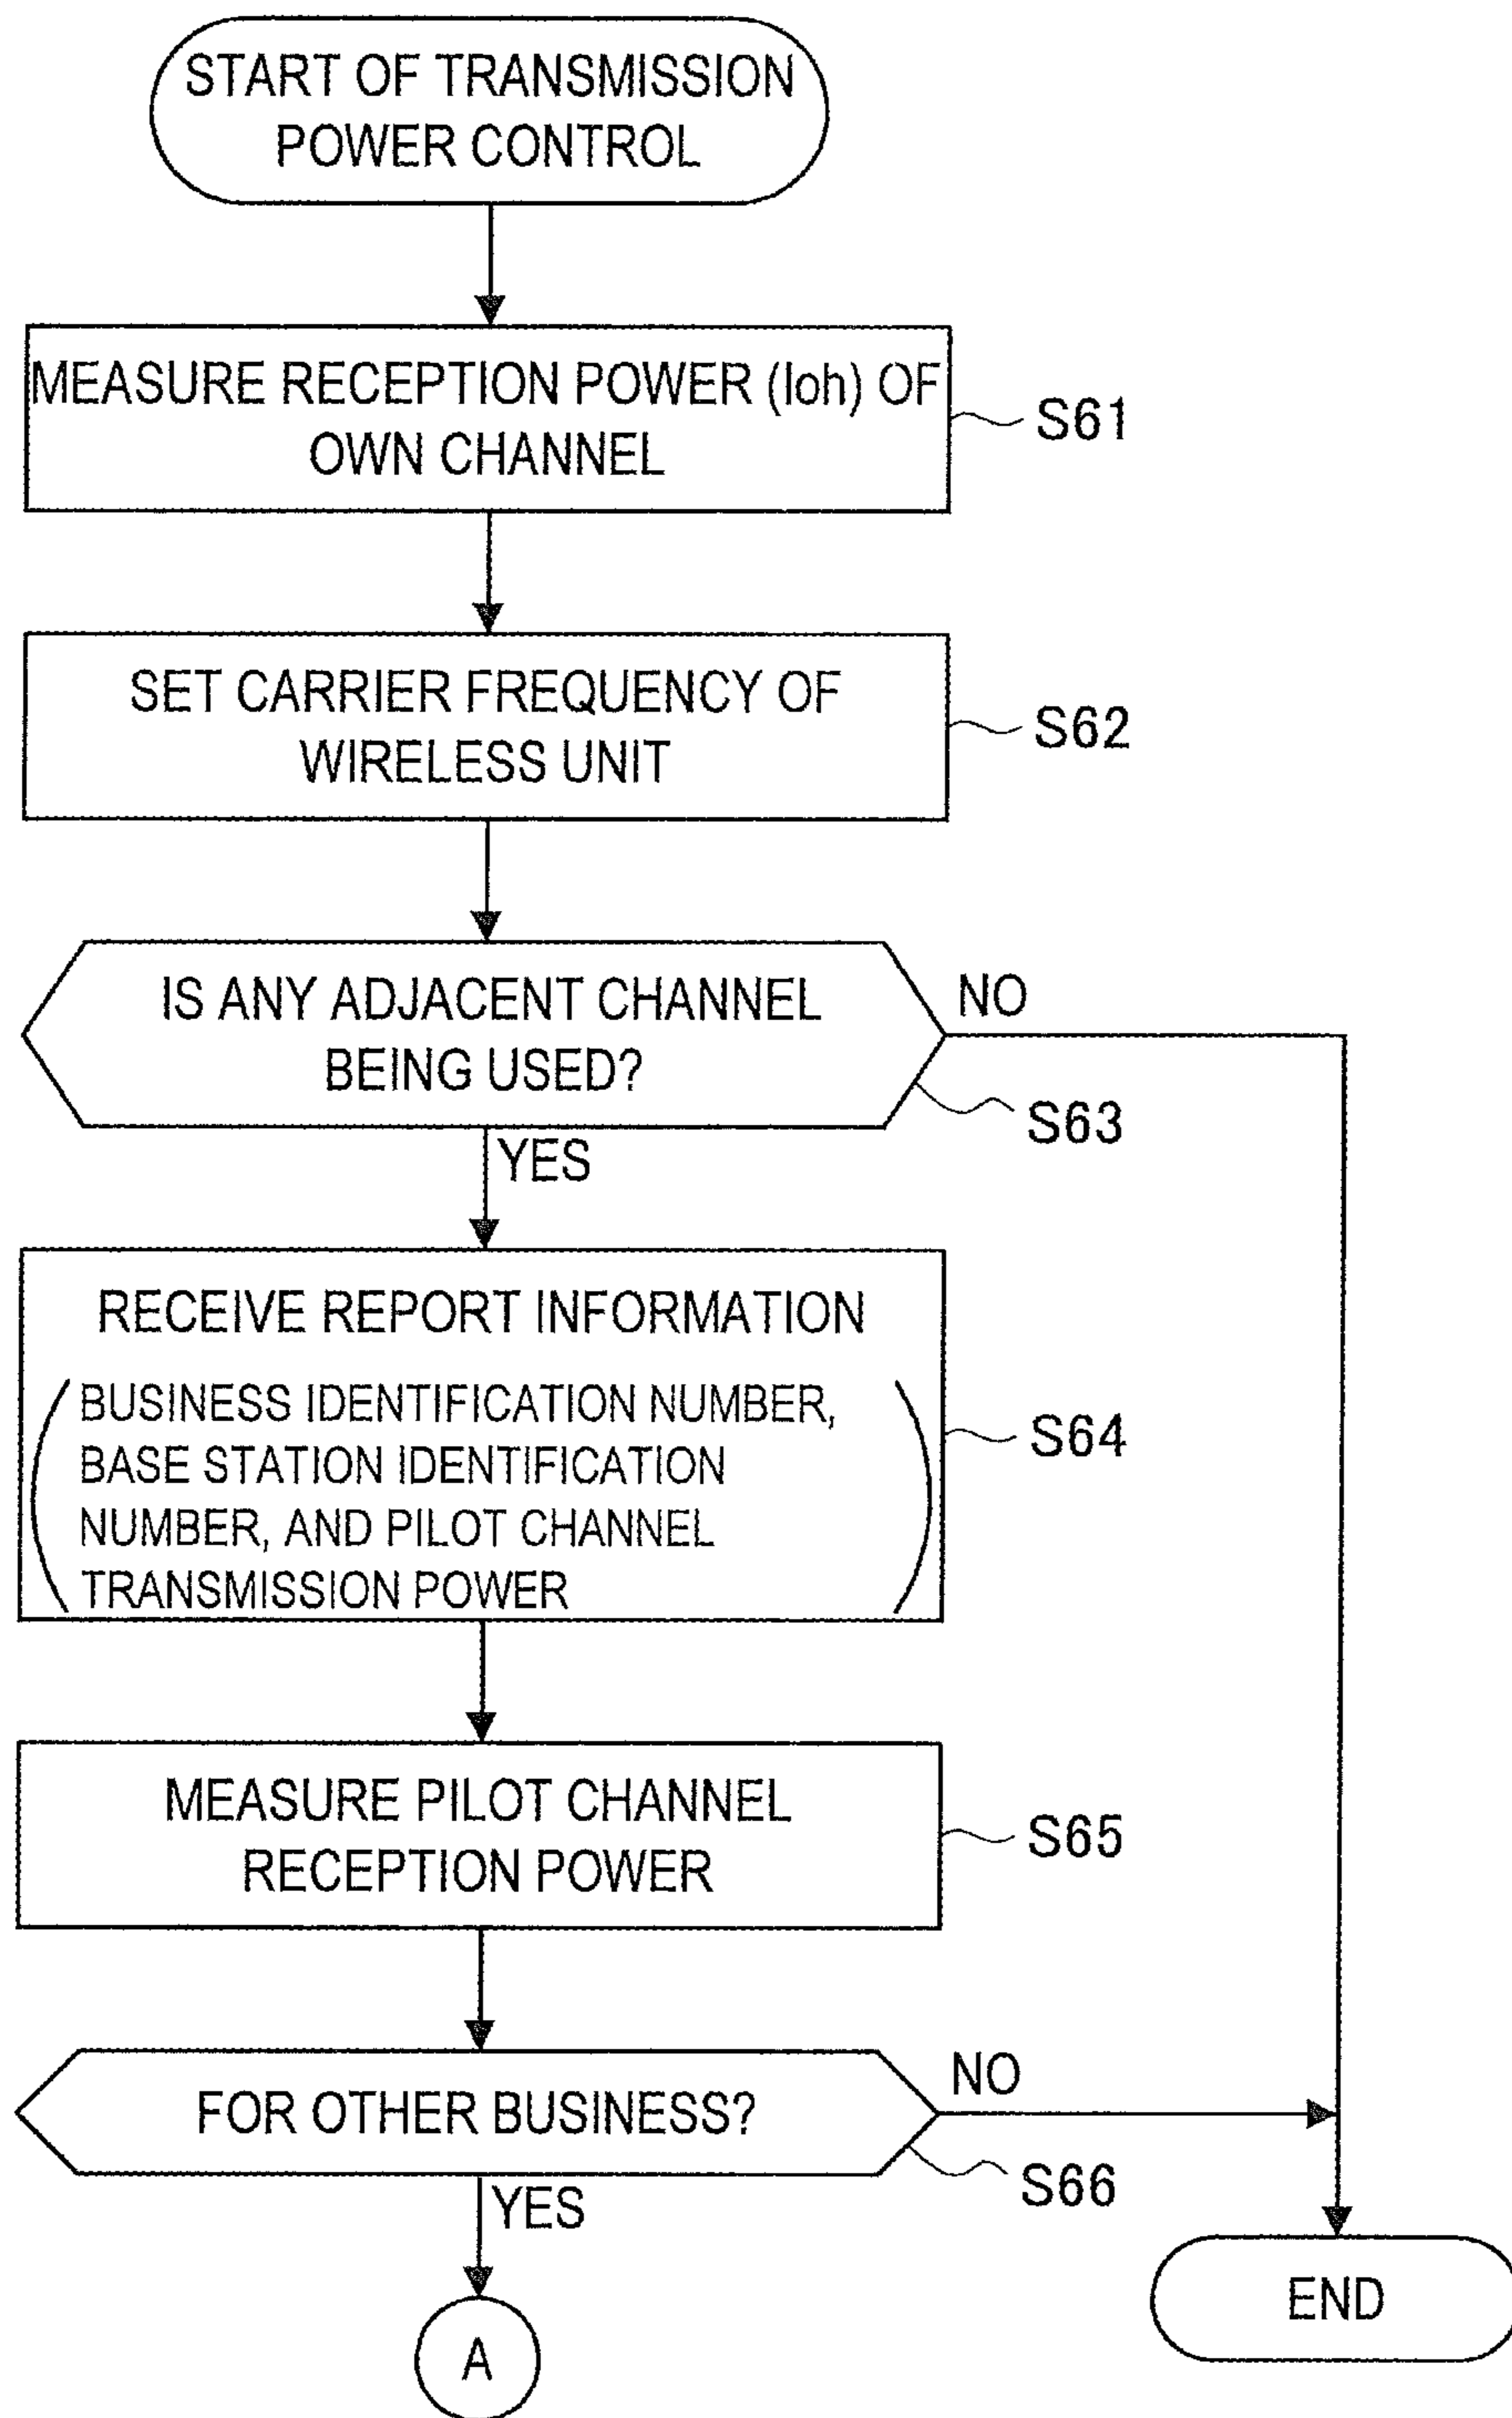 START OF TRANSMISSION
POWER CONTROL
MEASURE RECEPTION POWER (Ioh) OF
OWN CHANNEL
S61
SET CARRIER FREQUENCY OF
WIRELESS UNIT
S62
IS ANY ADJACENT CHANNEL
BEING USED?
NO
S63
YES
RECEIVE REPORT INFORMATION
BUSINESS IDENTIFICATION NUMBER,
BASE STATION IDENTIFICATION
NUMBER, AND PILOT CHANNEL
TRANSMISSION POWER
S64
MEASURE PILOT CHANNEL
RECEPTION POWER
S65
FOR OTHER BUSINESS?
NO
S66
YES
A
END